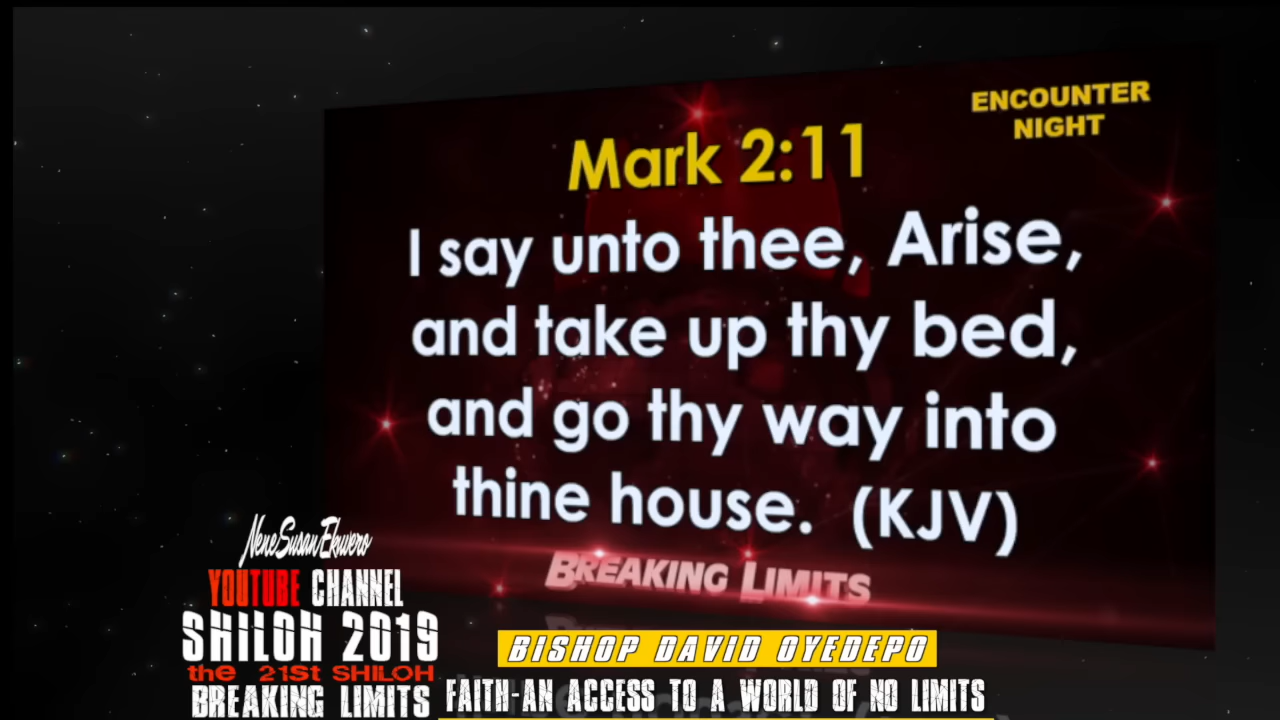 ENCOUNTER
NIGHT
Mark 2:11
I say unto thee, Arise,
and take up thy bed,
and go thy way into
thine house. (KJV)
BREAKING LIMITS
NeneSusanEkwero
YOUTUBE CHANNEL
SHILOH 2019
the 21st SHILOH
BREAKING LIMITS
BISHOP DAVID OYEDEPO
FAITH-AN ACCESS TO A WORLD OF NO LIMITS